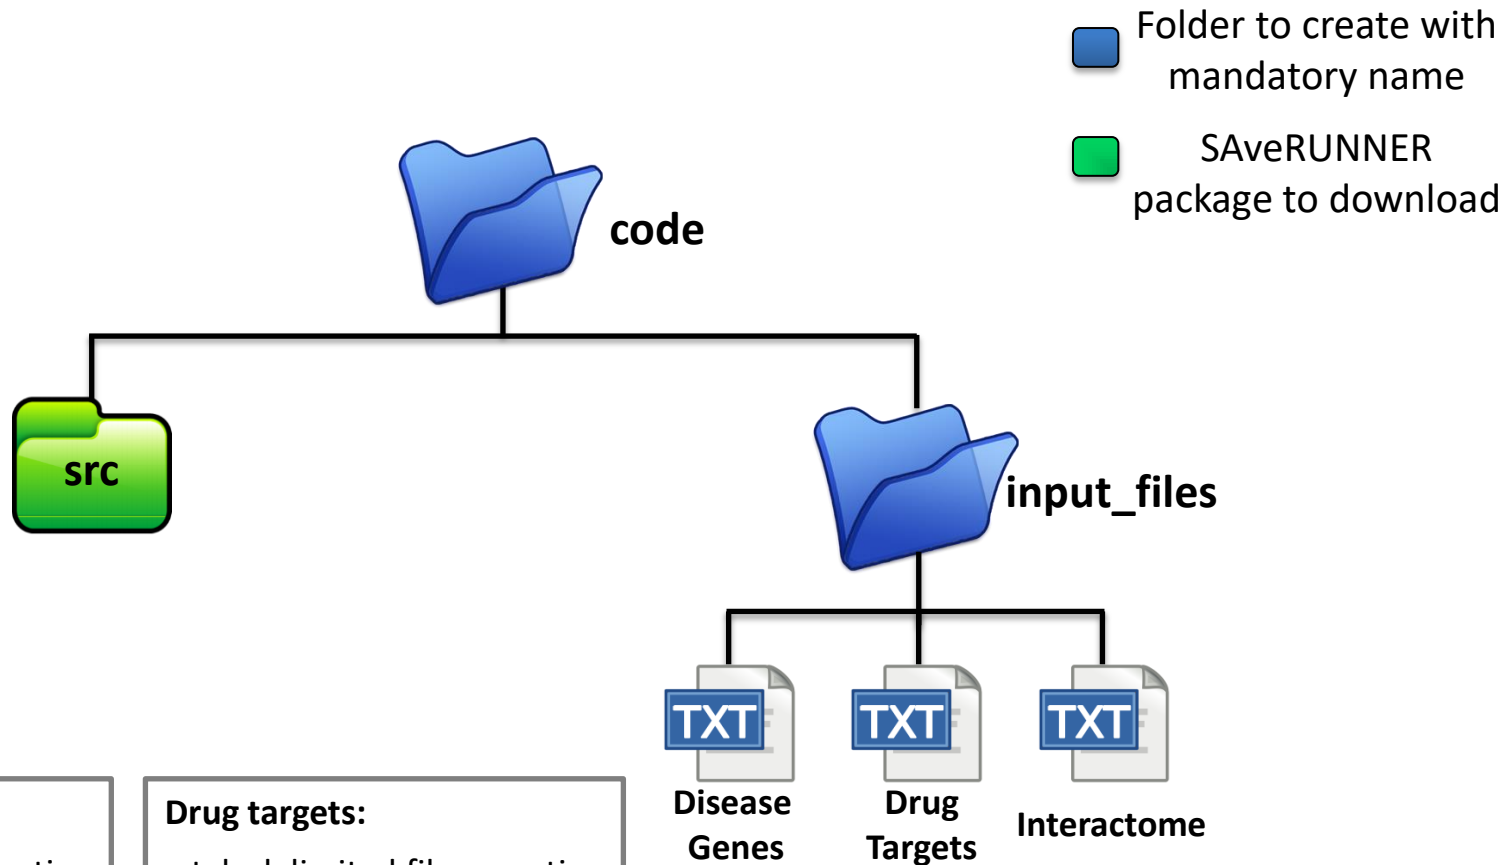 Folder to create with
mandatory name
SAveRUNNER
package to download
code
src
input_files
TXT
TXT
TXT
Disease
Genes
Drug
Targets
Interactome
Drug targets: